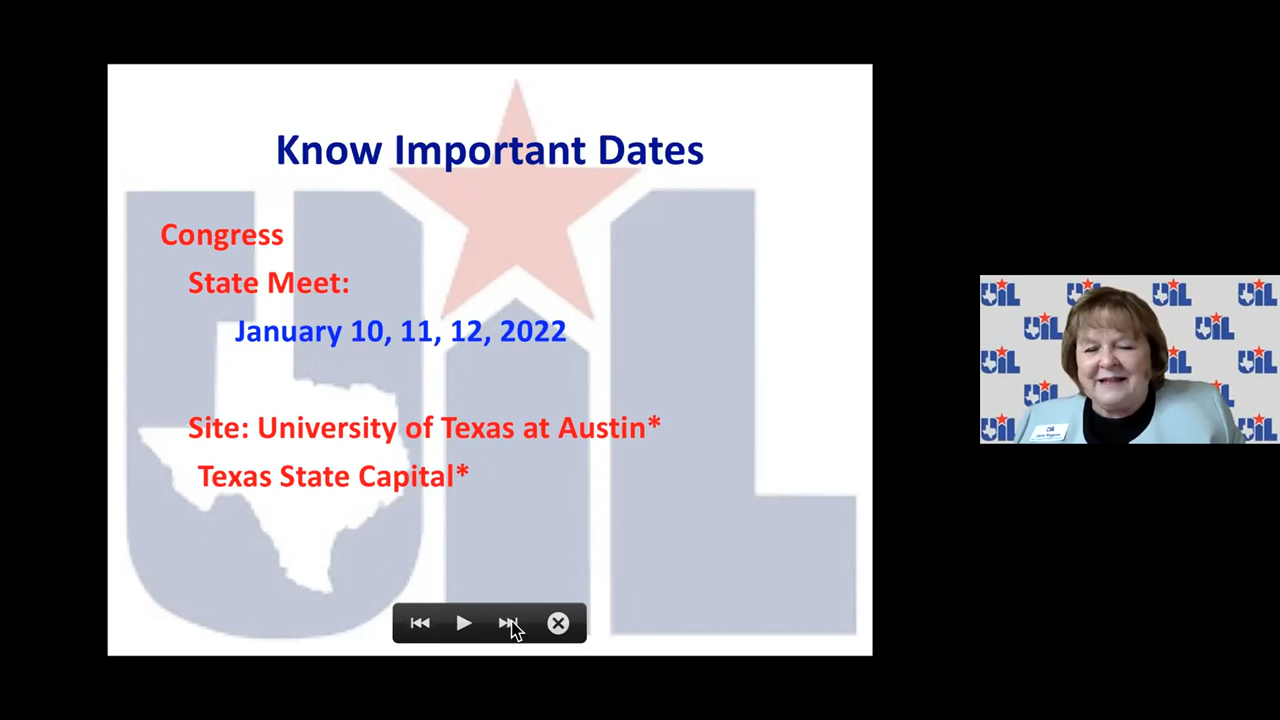 Know Important Dates
Congress
State Meet:
January 10, 11, 12, 2022
Site: University of Texas at Austin*
Texas State Capital*
UIL